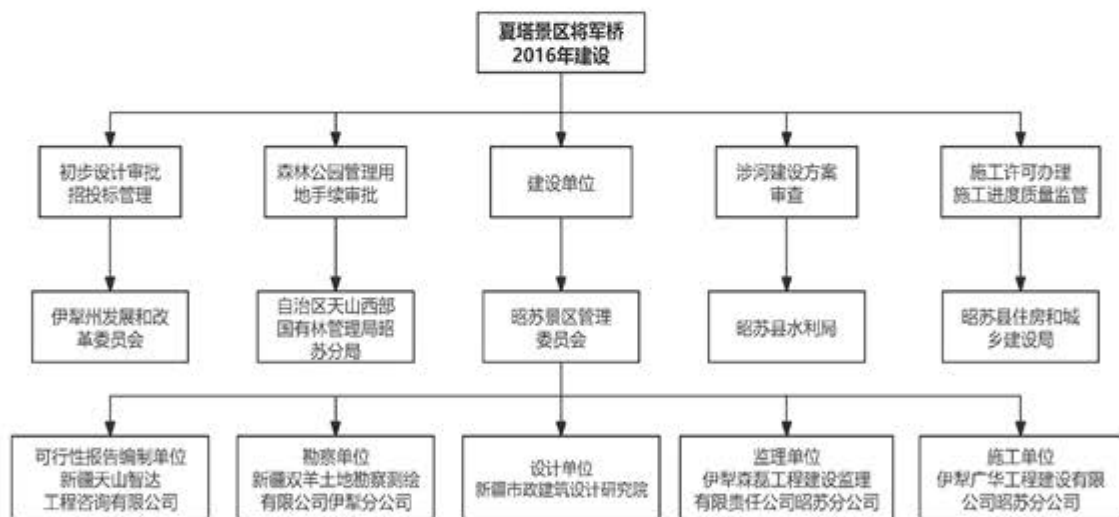 夏塔景区将军桥
2016年建设
初步设计审批
招投标管理
森林公园管理用
地手续审批
建设单位
涉河建设方案
审查
施工许可办理
施工进度质量监管
伊犁州发展和改
革委员会
自治区天山西部
国有林管理局昭
苏分局
昭苏景区管理
委员会
昭苏县水利局
昭苏县住房和城
乡建设局
可行性报告编制单位
新疆天山智达
工程咨询有限公司
勘察单位
新疆双羊土地勘察测绘
有限公司伊犁分公司
设计单位
新疆市政建筑设计研究院
监理单位
伊犁森磊工程建设监理
有限责任公司昭苏分公司
施工单位
伊犁广华工程建设有限
公司昭苏分公司